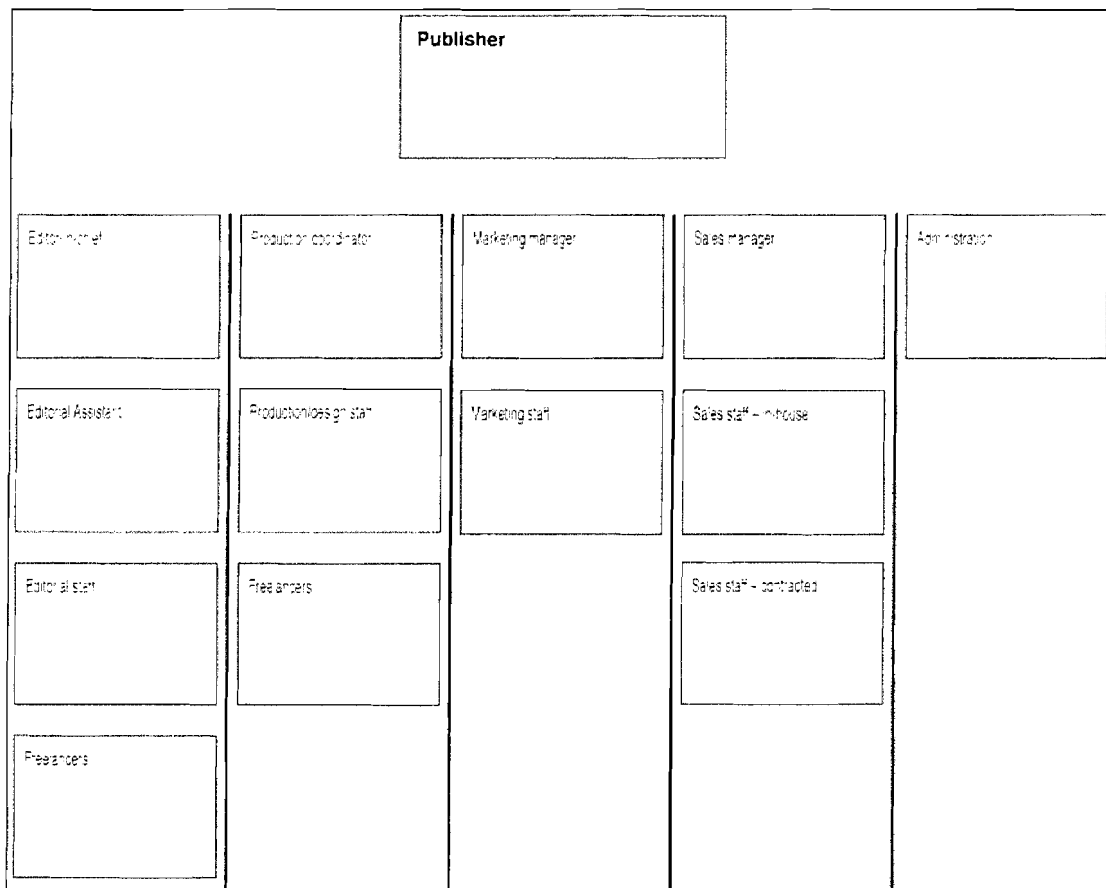 Publisher
Editor-in-chief
Production coordinator
Marketing manager
Sales manager
Administration
Editorial Assistant
Production/design staff
Marketing staff
Sales staff – in-house
Editorial staff
Freelancers
Sales staff – contracted
Freelancers